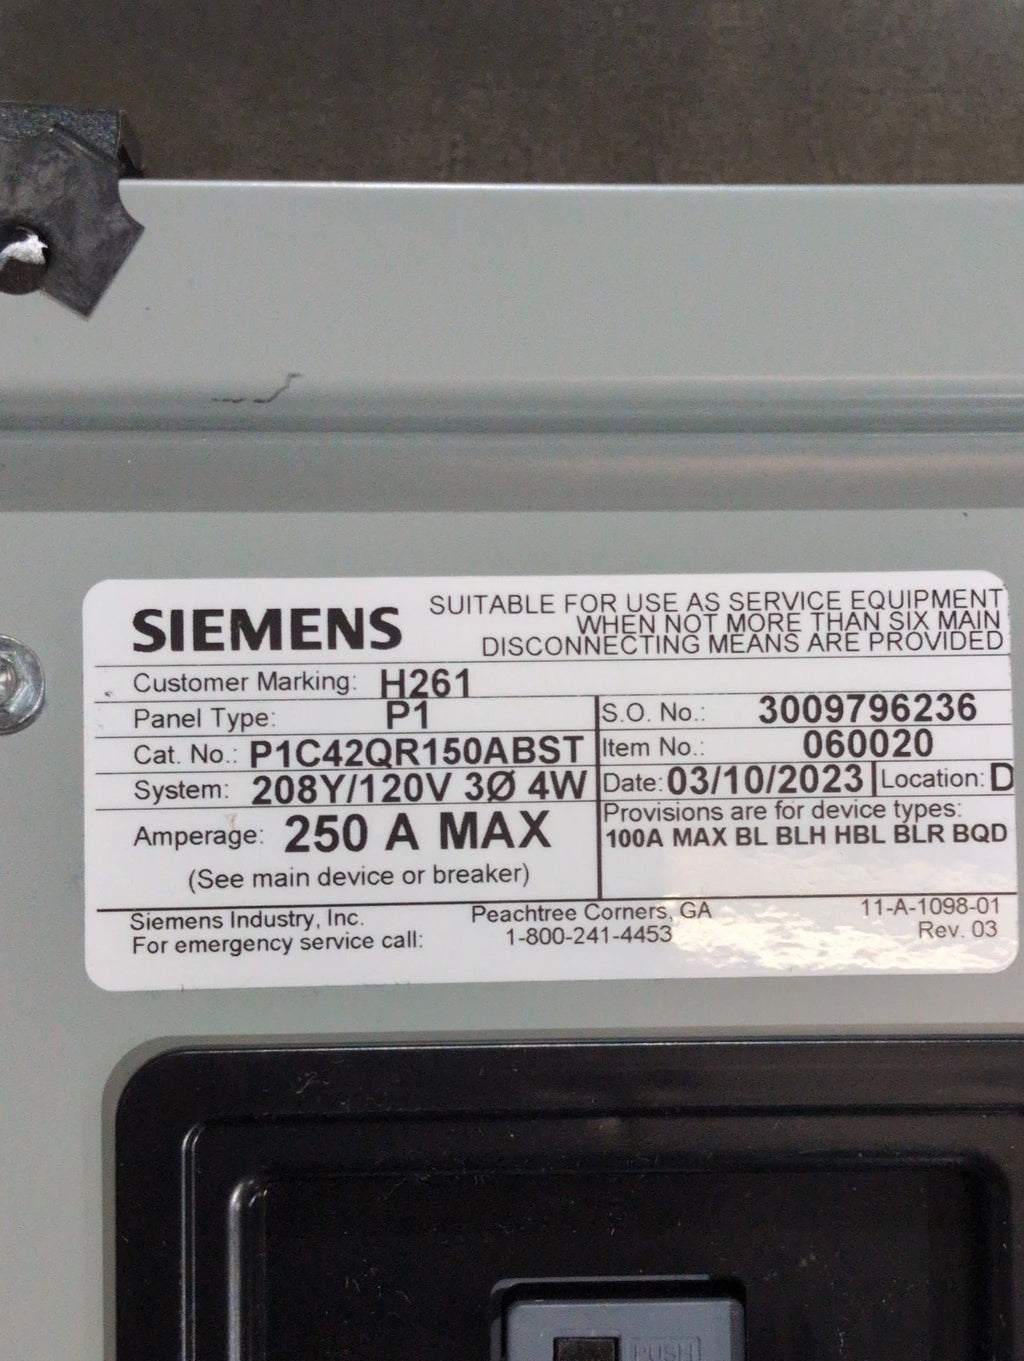 SIEMENS
SUITABLE FOR USE AS SERVICE EQUIPMENT
WHEN NOT MORE THAN SIX MAIN
DISCONNECTING MEANS ARE PROVIDED
Customer Marking: H261
Panel Type: P1
S.O. No.: 3009796236
Cat. No.: P1C42QR150ABST
Item No.: 060020
System: 208Y/120V 3Ø 4W
Date: 03/10/2023 Location: D
Amperage: 250 A MAX
(See main device or breaker)
Provisions are for device types:
100A MAX BL BLH HBL BLR BQD
Siemens Industry, Inc. Peachtree Corners, GA 11-A-1098-01
For emergency service call: 1-800-241-4453 Rev. 03
PUSH